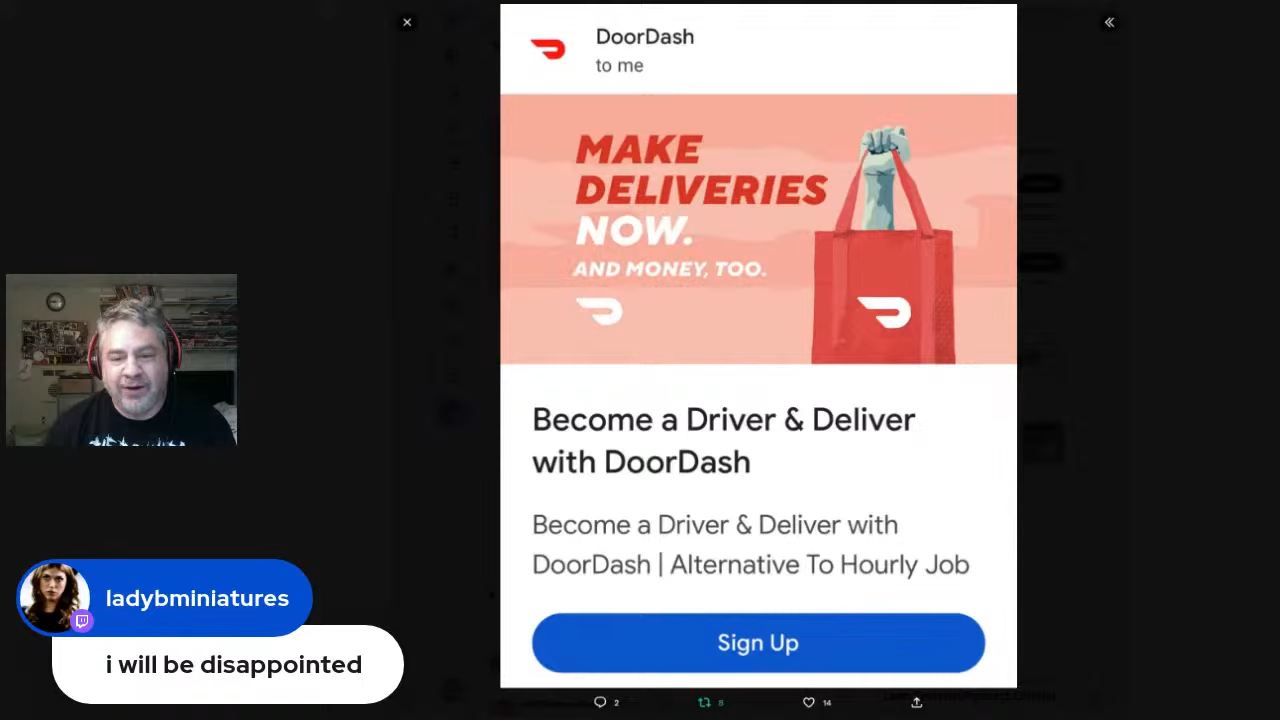 DoorDash
to me
MAKE
DELIVERIES
NOW.
AND MONEY, TOO.
Become a Driver & Deliver
with DoorDash
Become a Driver & Deliver with
DoorDash | Alternative To Hourly Job
Sign Up
2
8
14
ladybminiatures
i will be disappointed